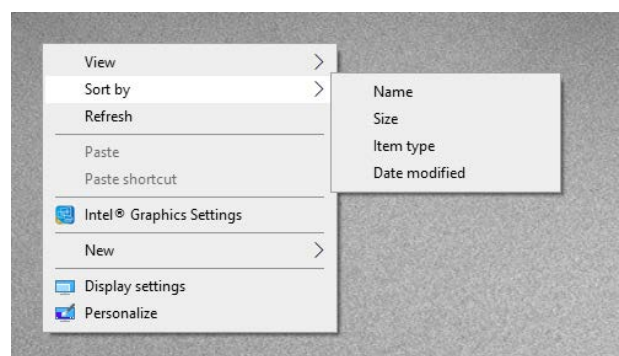 View
Sort by
Refresh
Paste
Paste shortcut
Intel® Graphics Settings
New
Display settings
Personalize
Name
Size
Item type
Date modified